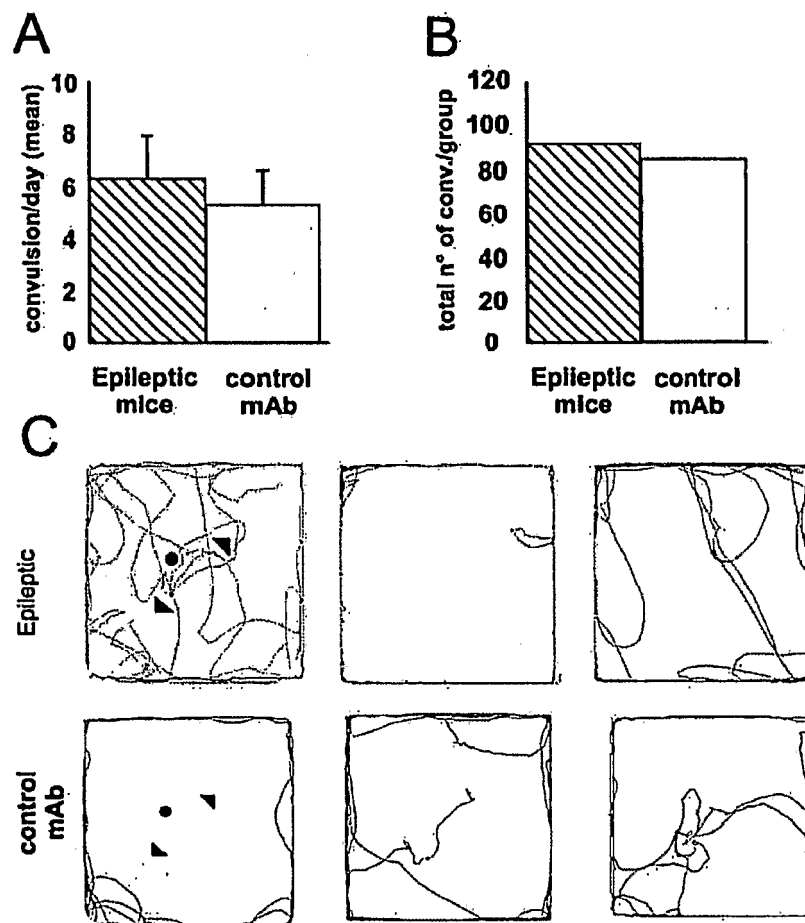 A
convulsion/day (mean)
10
8
6
4
2
0
Epileptic
mice
control
mAb
B
total n° of conv./group
120
100
80
60
40
20
0
Epileptic
mice
control
mAb
C
Epileptic
control
mAb